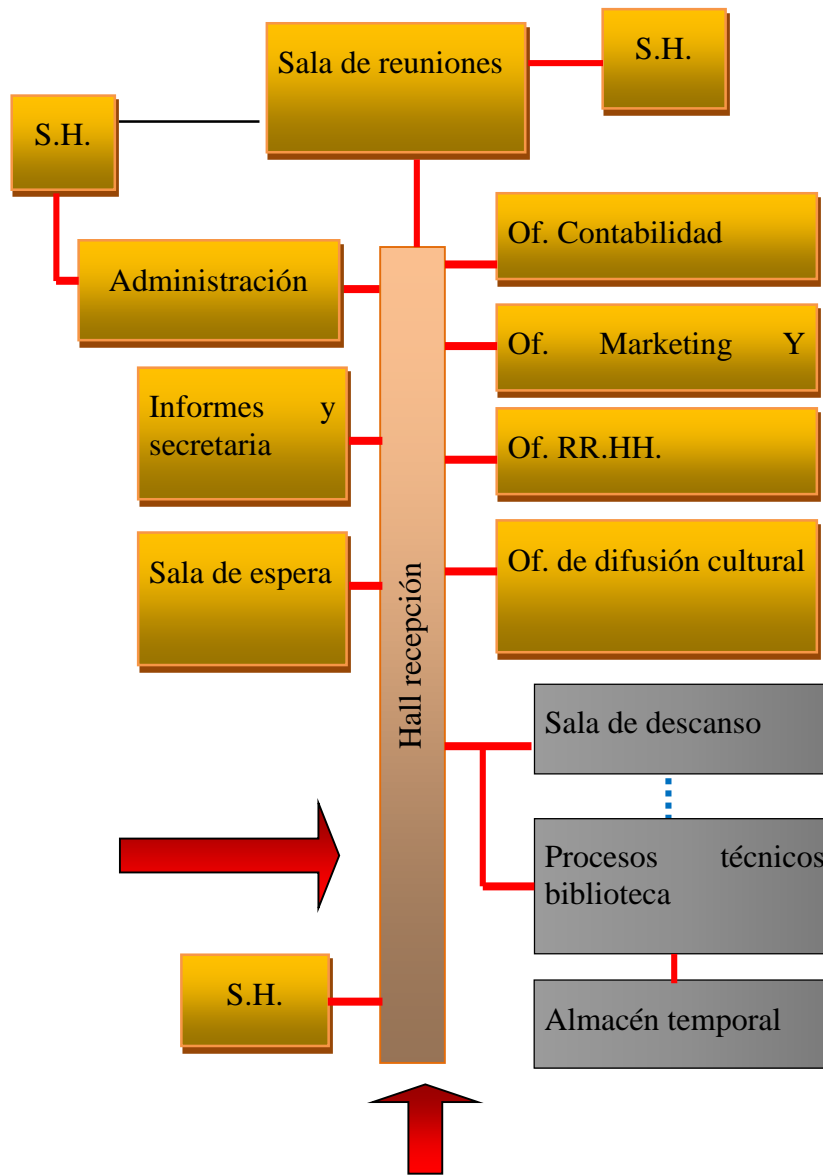 Sala de reuniones
S.H.
S.H.
Of. Contabilidad
Administración
Of. Marketing Y
Informes y
secretaria
Of. RR.HH.
Sala de espera
Of. de difusión cultural
Hall recepción
Sala de descanso
Procesos técnicos
biblioteca
S.H.
Almacén temporal